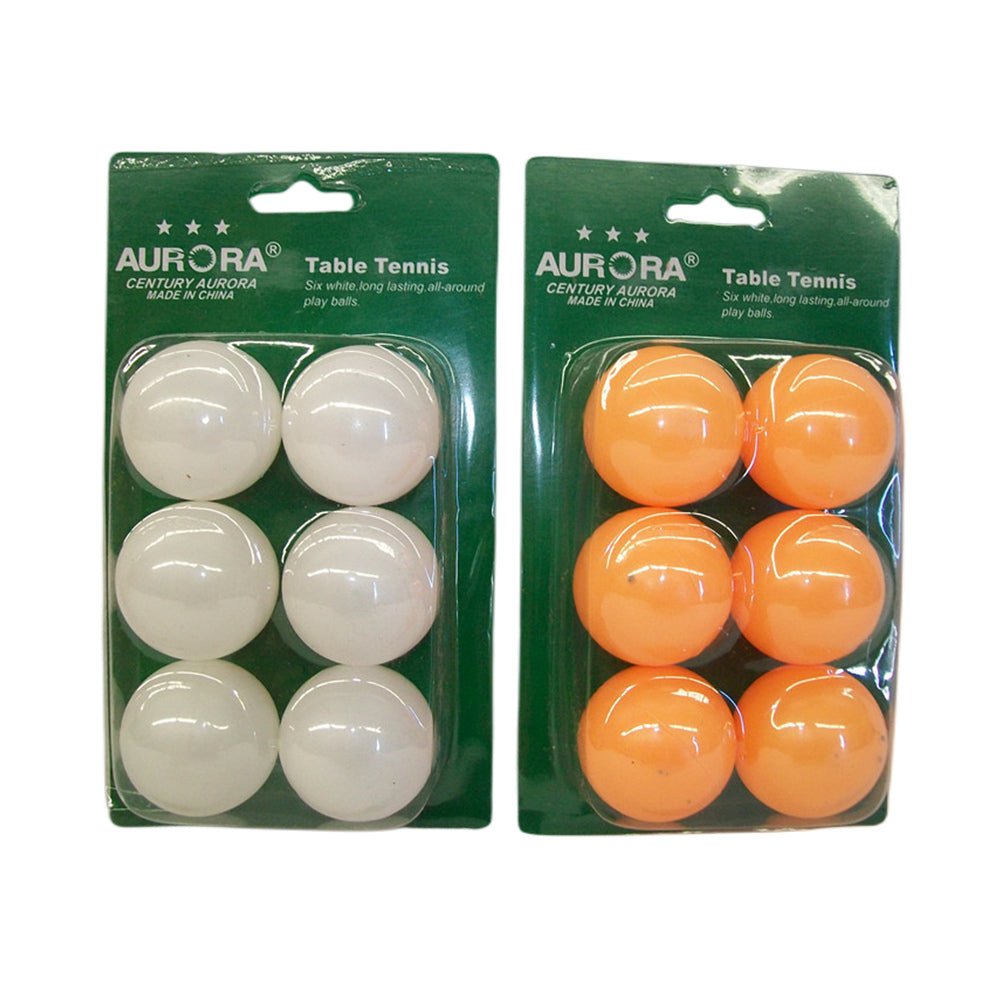 ★★★
AURORA®
CENTURY AURORA
MADE IN CHINA
Table Tennis
Six white,long lasting,all-around
play balls.
★★★
AURORA®
CENTURY AURORA
MADE IN CHINA
Table Tennis
Six white,long lasting,all-around
play balls.